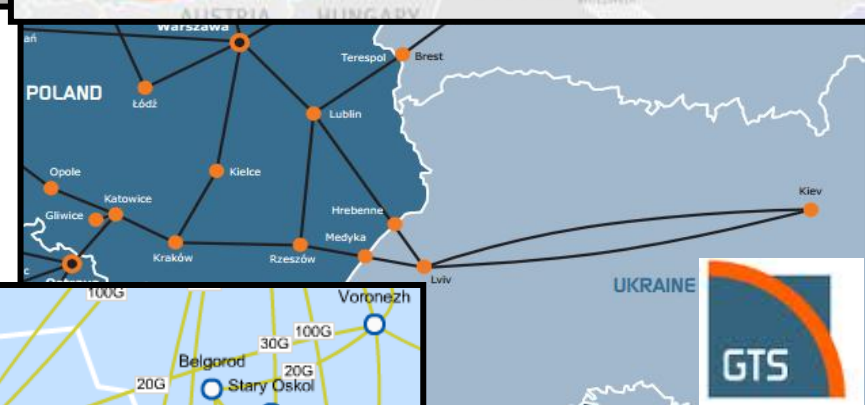 AUSTRIA
HUNGARY
Warszawa
Terespol
Brest
POLAND
Łódź
Lublin
Opole
Kielce
Katowice
Gliwice
Hrebenne
Kiev
Medyka
Kraków
Rzeszów
Lviv
UKRAINE
100G
Voronezh
100G
30G
Belgorod
20G
20G
Stary Oskol
GTS